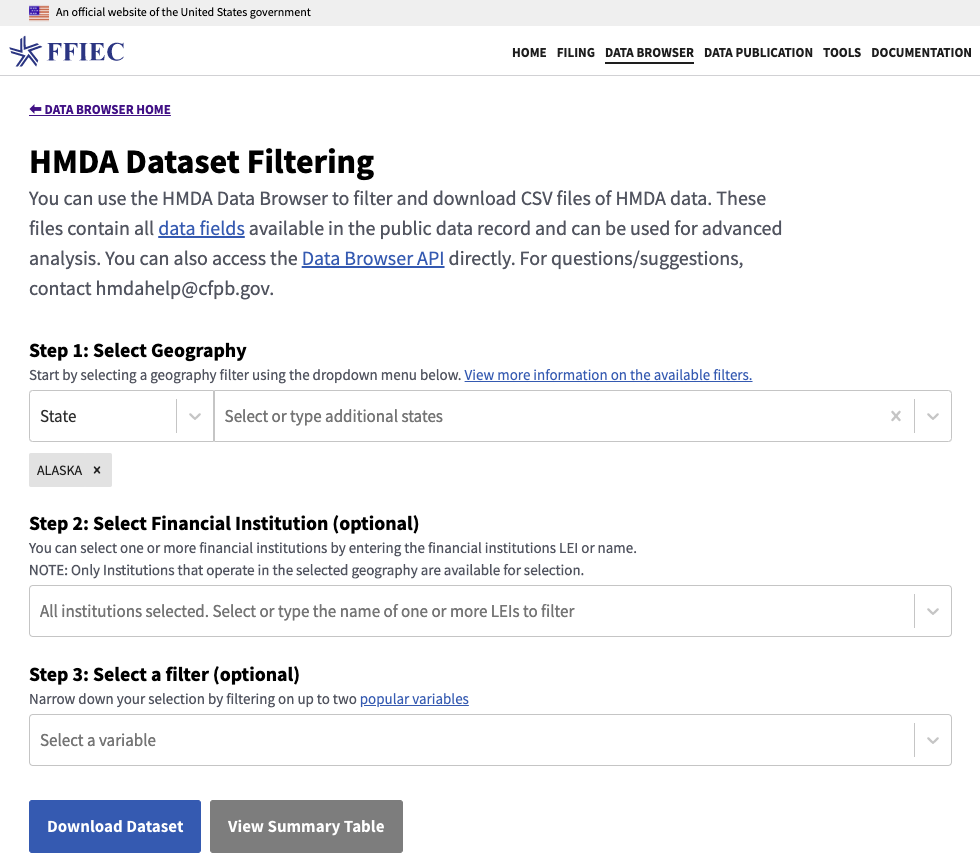 An official website of the United States government
FFIEC
HOME FILING DATA BROWSER DATA PUBLICATION TOOLS DOCUMENTATION
DATA BROWSER HOME
HMDA Dataset Filtering
You can use the HMDA Data Browser to filter and download CSV files of HMDA data. These
files contain all data fields available in the public data record and can be used for advanced
analysis. You can also access the Data Browser API directly. For questions/suggestions,
contact hmdahelp@cfpb.gov.
Step 1: Select Geography
Start by selecting a geography filter using the dropdown menu below. View more information on the available filters.
State
Select or type additional states
ALASKA
Step 2: Select Financial Institution (optional)
You can select one or more financial institutions by entering the financial institutions LEI or name.
NOTE: Only Institutions that operate in the selected geography are available for selection.
All institutions selected. Select or type the name of one or more LEIs to filter
Step 3: Select a filter (optional)
Narrow down your selection by filtering on up to two popular variables
Select a variable
Download Dataset
View Summary Table